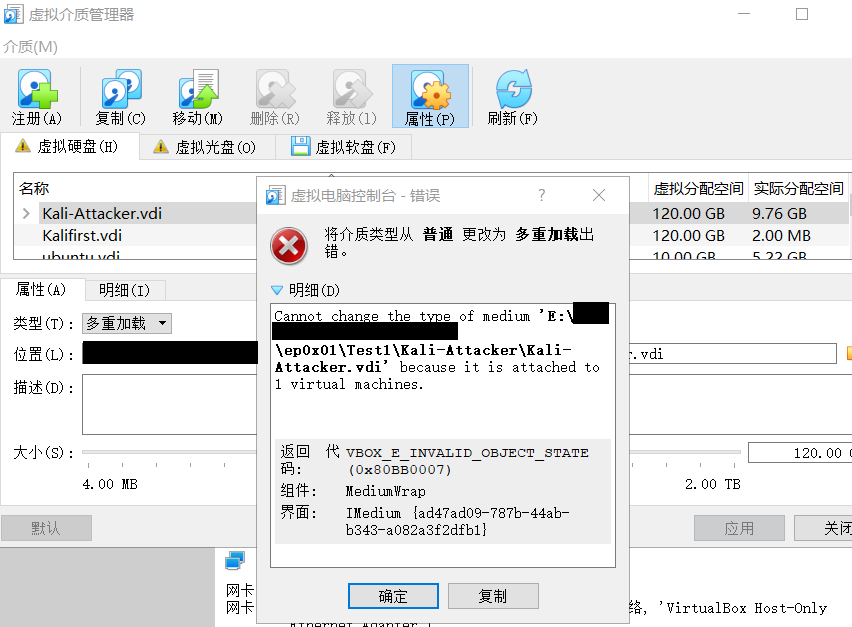 虚拟介质管理器
介质(M)
注册(A) 复制(C) 移动(M) 删除(R) 释放(l) 属性(P) 刷新(F)
虚拟硬盘(H) 虚拟光盘(O) 虚拟软盘(F)
名称 虚拟分配空间 实际分配空间
Kali-Attacker.vdi 120.00 GB 9.76 GB
Kalifirst.vdi 120.00 GB 2.00 MB
ubuntu.vdi 10.00 GB 5.22 GB
属性(A) 明细(I)
类型(T): 多重加载
位置(L): r.vdi
描述(D):
大小(S): 120.00
4.00 MB 2.00 TB
默认 应用 关闭
虚拟电脑控制台 - 错误 ?
将介质类型从 普通 更改为 多重加载出
错。
明细(D)
Cannot change the type of medium 'E:\
\ep0x01\Test1\Kali-Attacker\Kali-
Attacker.vdi' because it is attached to
1 virtual machines.
返回 代 VBOX_E_INVALID_OBJECT_STATE
码: (0x80BB0007)
组件: MediumWrap
界面: IMedium {ad47ad09-787b-44ab-
b343-a082a3f2dfb1}
确定 复制
网卡
网卡 络, 'VirtualBox Host-Only
Ethernet Adapter